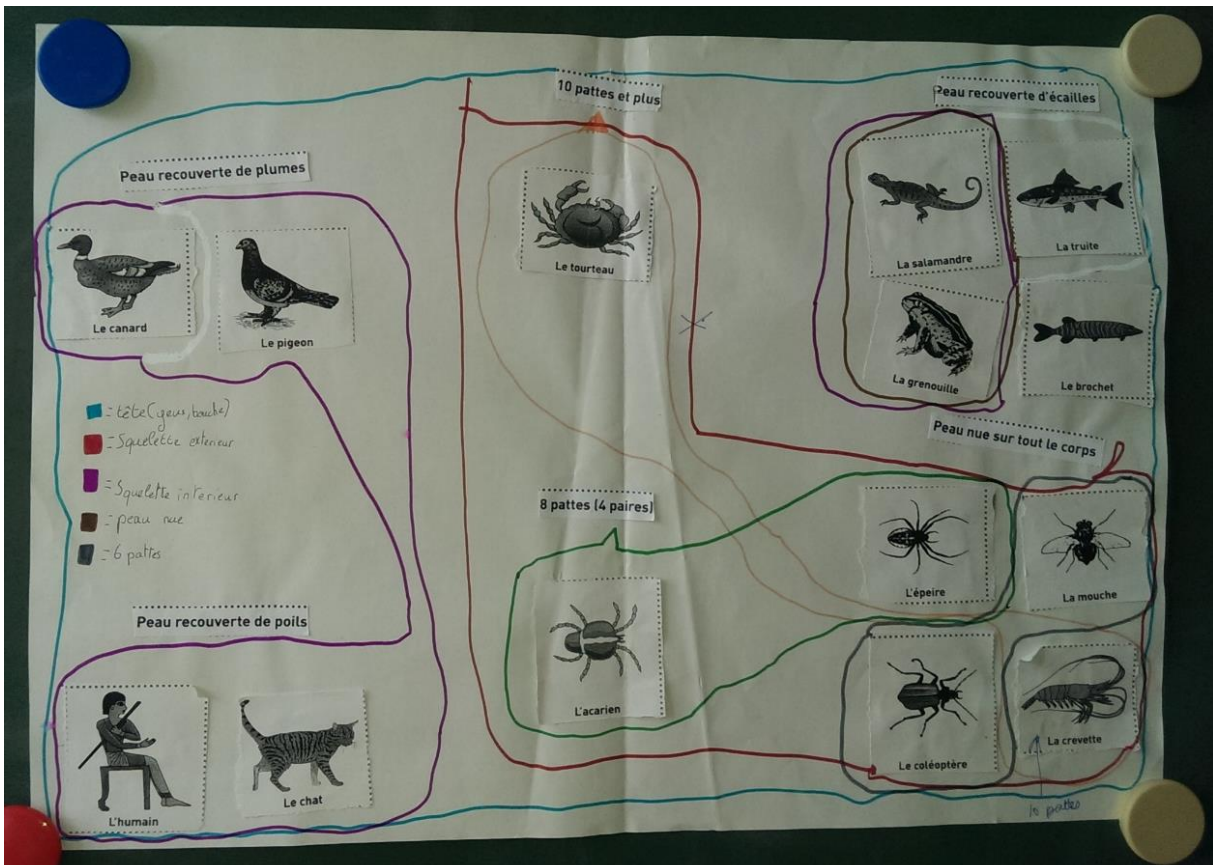 10 pattes et plus
Peau recouverte d'écailles
Peau recouverte de plumes
Le canard
Le pigeon
Le tourteau
La salamandre
La truite
La grenouille
Le brochet
= tête (yeux, bouche)
= Squelette extérieur
= Squelette intérieur
= peau nue
= 6 pattes
Peau nue sur tout le corps
8 pattes (4 paires)
L'épeire
La mouche
Peau recouverte de poils
L'acarien
Le coléoptère
La crevette
L'humain
Le chat
10 pattes